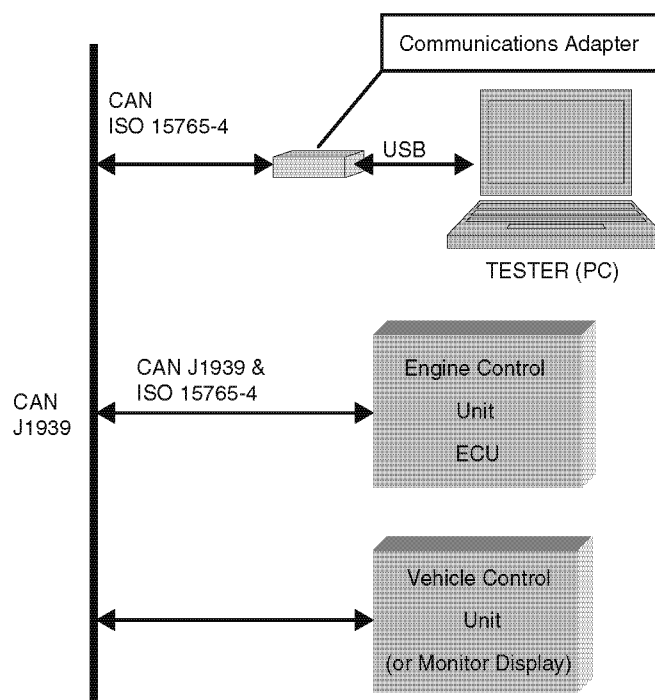 Communications Adapter
CAN
ISO 15765-4
USB
TESTER (PC)
CAN J1939 &
ISO 15765-4
Engine Control
Unit
ECU
CAN
J1939
Vehicle Control
Unit
(or Monitor Display)